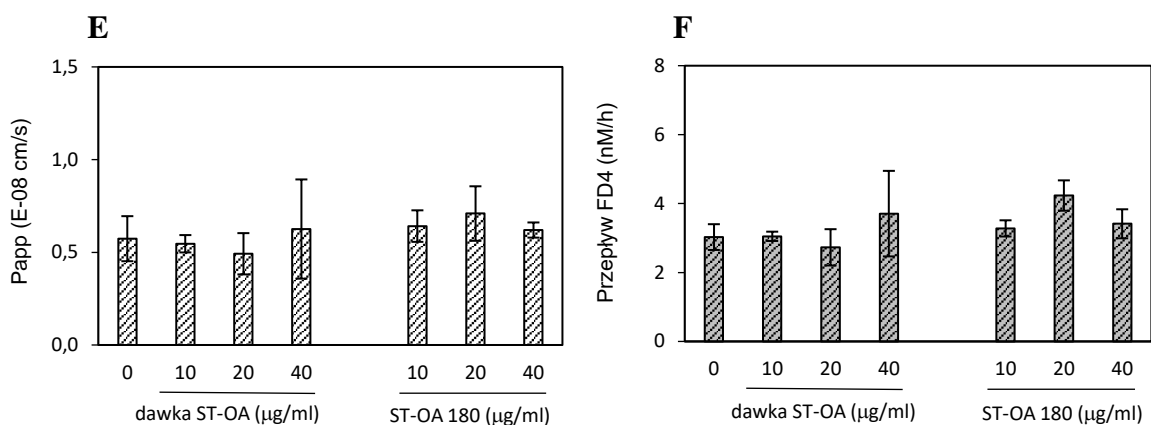 E
Papp (E-08 cm/s)
1,5
1,0
0,5
0,0
0 10 20 40 10 20 40
dawka ST-OA (µg/ml) ST-OA 180 (µg/ml)
F
Przepływ FD4 (nM/h)
8
6
4
2
0
0 10 20 40 10 20 40
dawka ST-OA (µg/ml) ST-OA 180 (µg/ml)